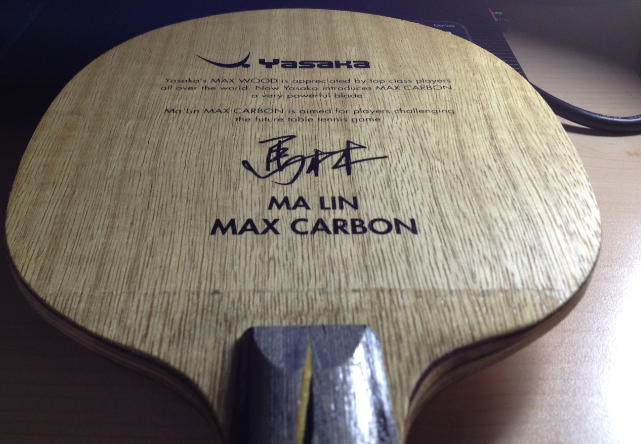 Yasaka
Yasaka's MAX WOOD is appreciated by top class players
all over the world. Now Yasaka introduces MAX CARBON
a very powerful blade
Ma Lin MAX CARBON is aimed for players challenging
the future table tennis game
馬林
MA LIN
MAX CARBON